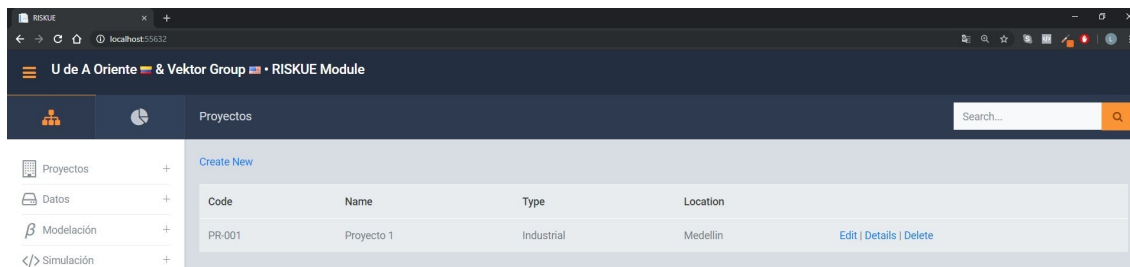 RISKUE
localhost:55632
U de A Oriente & Vektor Group • RISKUE Module
Proyectos
Search...
Proyectos
Datos
β Modelación
</> Simulación
Create New
Code Name Type Location
PR-001 Proyecto 1 Industrial Medellin Edit | Details | Delete